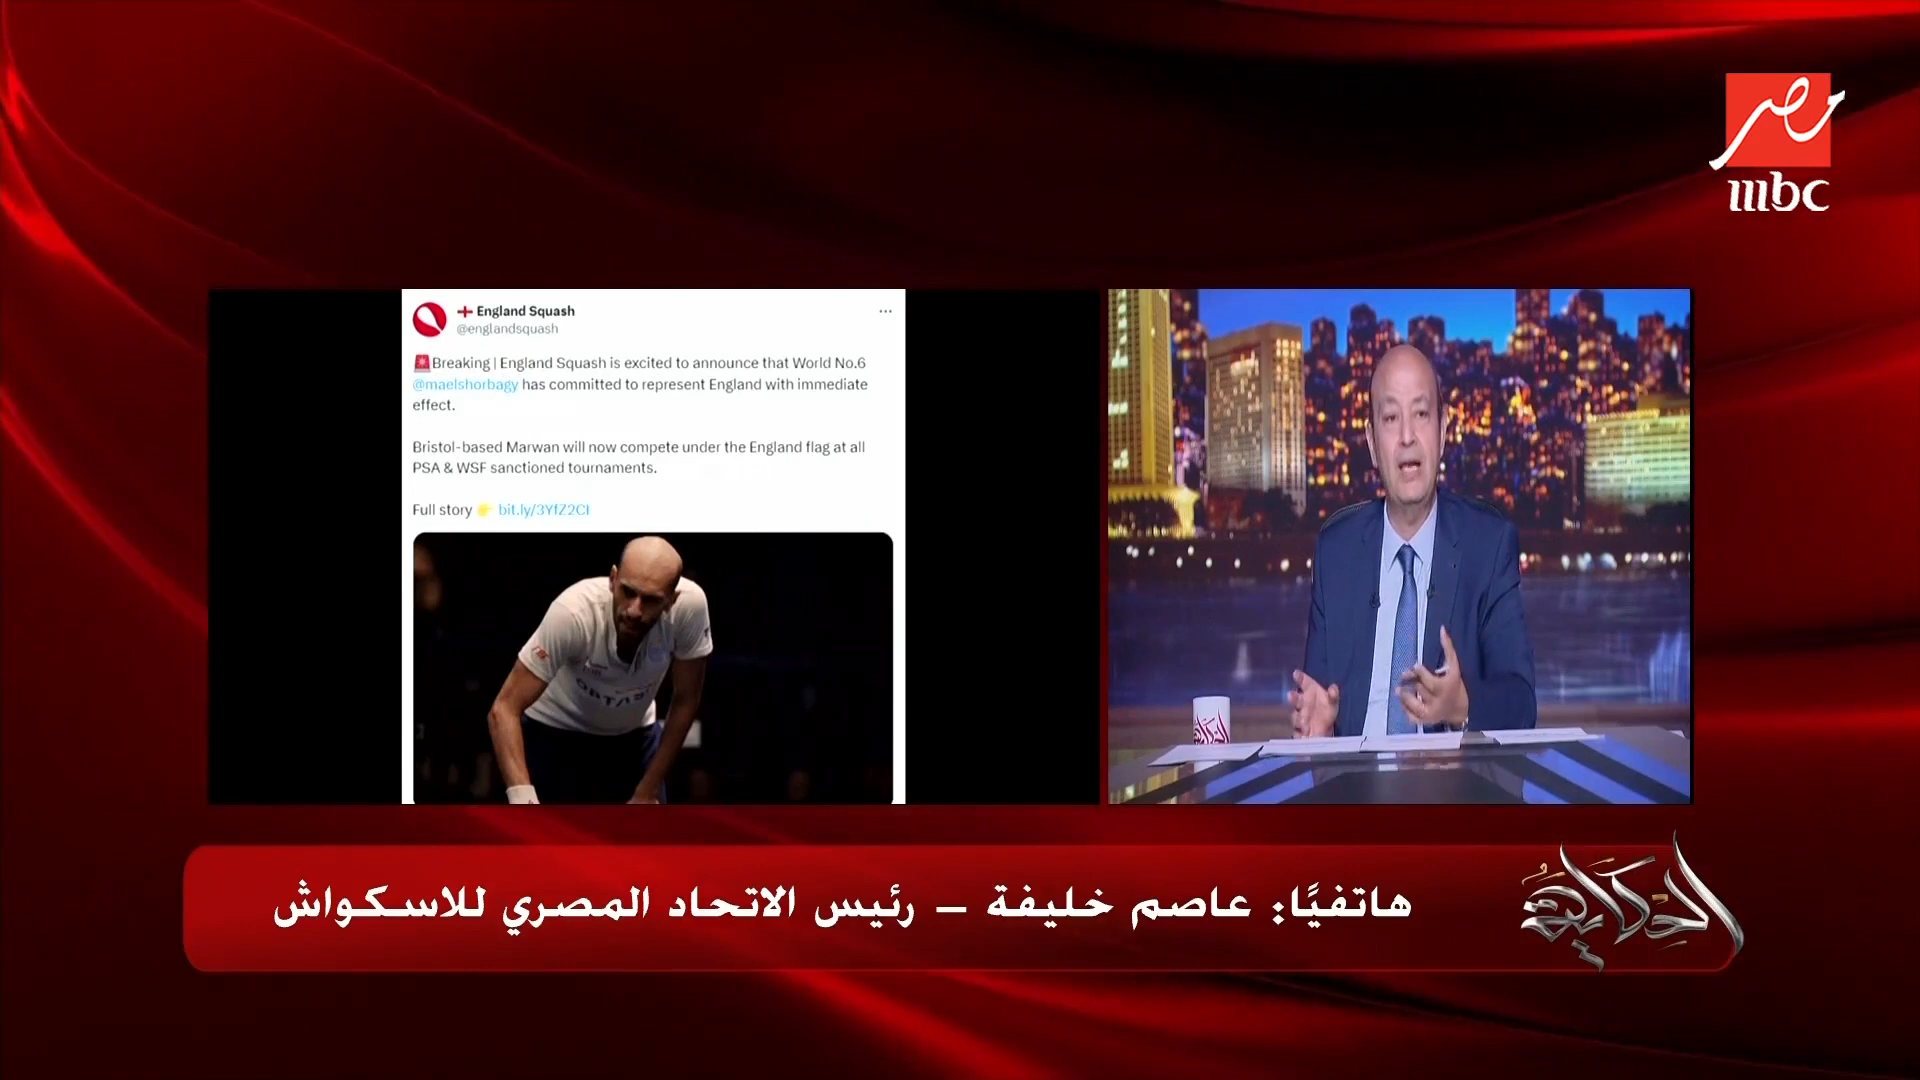 مصر
mbc
England Squash
@englandsquash
Breaking | England Squash is excited to announce that World No.6
@maelshorbagy has committed to represent England with immediate
effect.
Bristol-based Marwan will now compete under the England flag at all
PSA & WSF sanctioned tournaments.
Full story 👉 bit.ly/3YfZ2Cl
الحكاية
هاتفيًا: عاصم خليفة – رئيس الاتحاد المصري للاسكواش
الحكاية